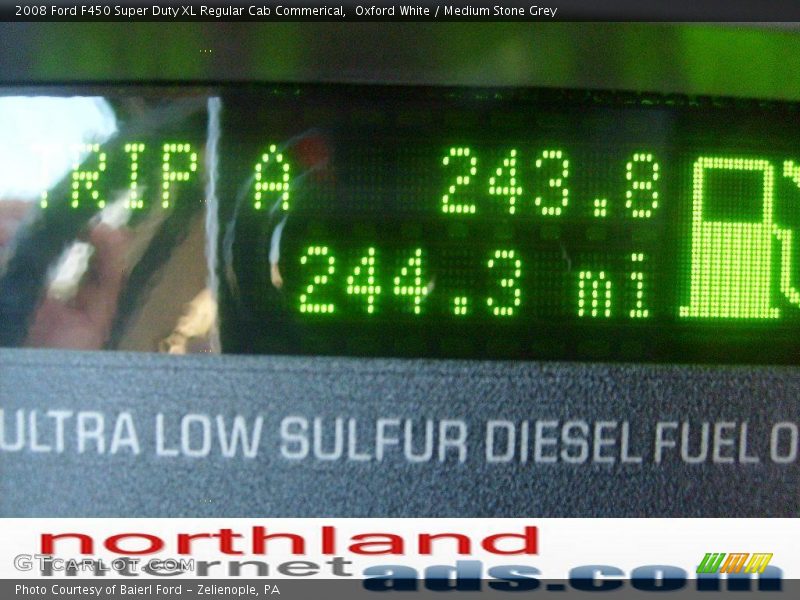 2008 Ford F450 Super Duty XL Regular Cab Commerical,  Oxford White / Medium Stone Grey
TRIP A 243.8
244.3 mi
ULTRA LOW SULFUR DIESEL FUEL O
northland
internet ads.com
GTCARLOT.COM
Photo Courtesy of Baierl Ford - Zelienople, PA